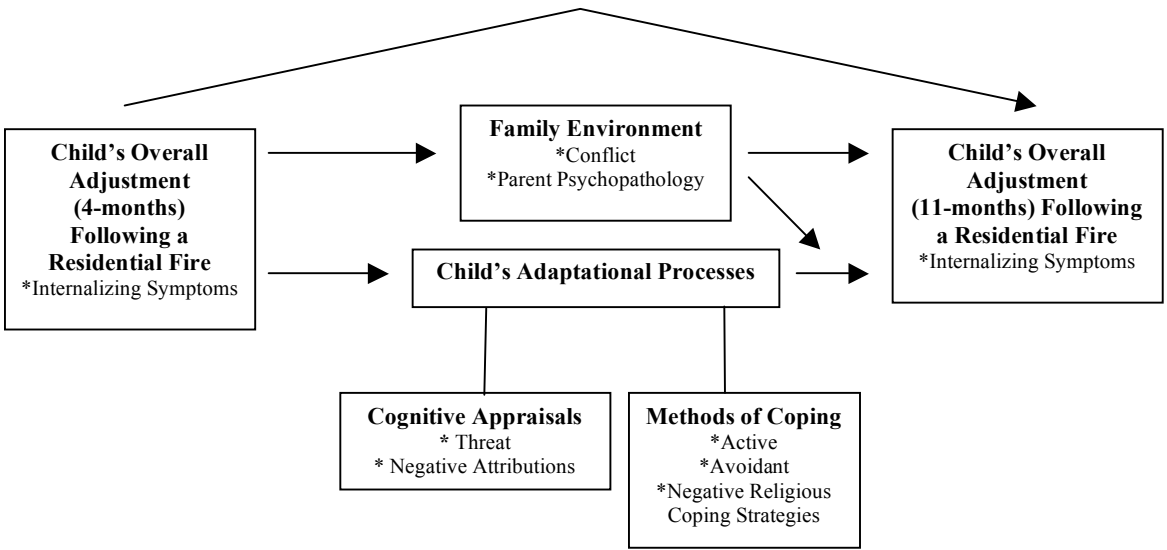 Family Environment
*Conflict
*Parent Psychopathology
Child’s Overall
Adjustment
(4-months)
Following a
Residential Fire
*Internalizing Symptoms
Child’s Overall
Adjustment
(11-months) Following
a Residential Fire
*Internalizing Symptoms
Child’s Adaptational Processes
Cognitive Appraisals
* Threat
* Negative Attributions
Methods of Coping
*Active
*Avoidant
*Negative Religious
Coping Strategies